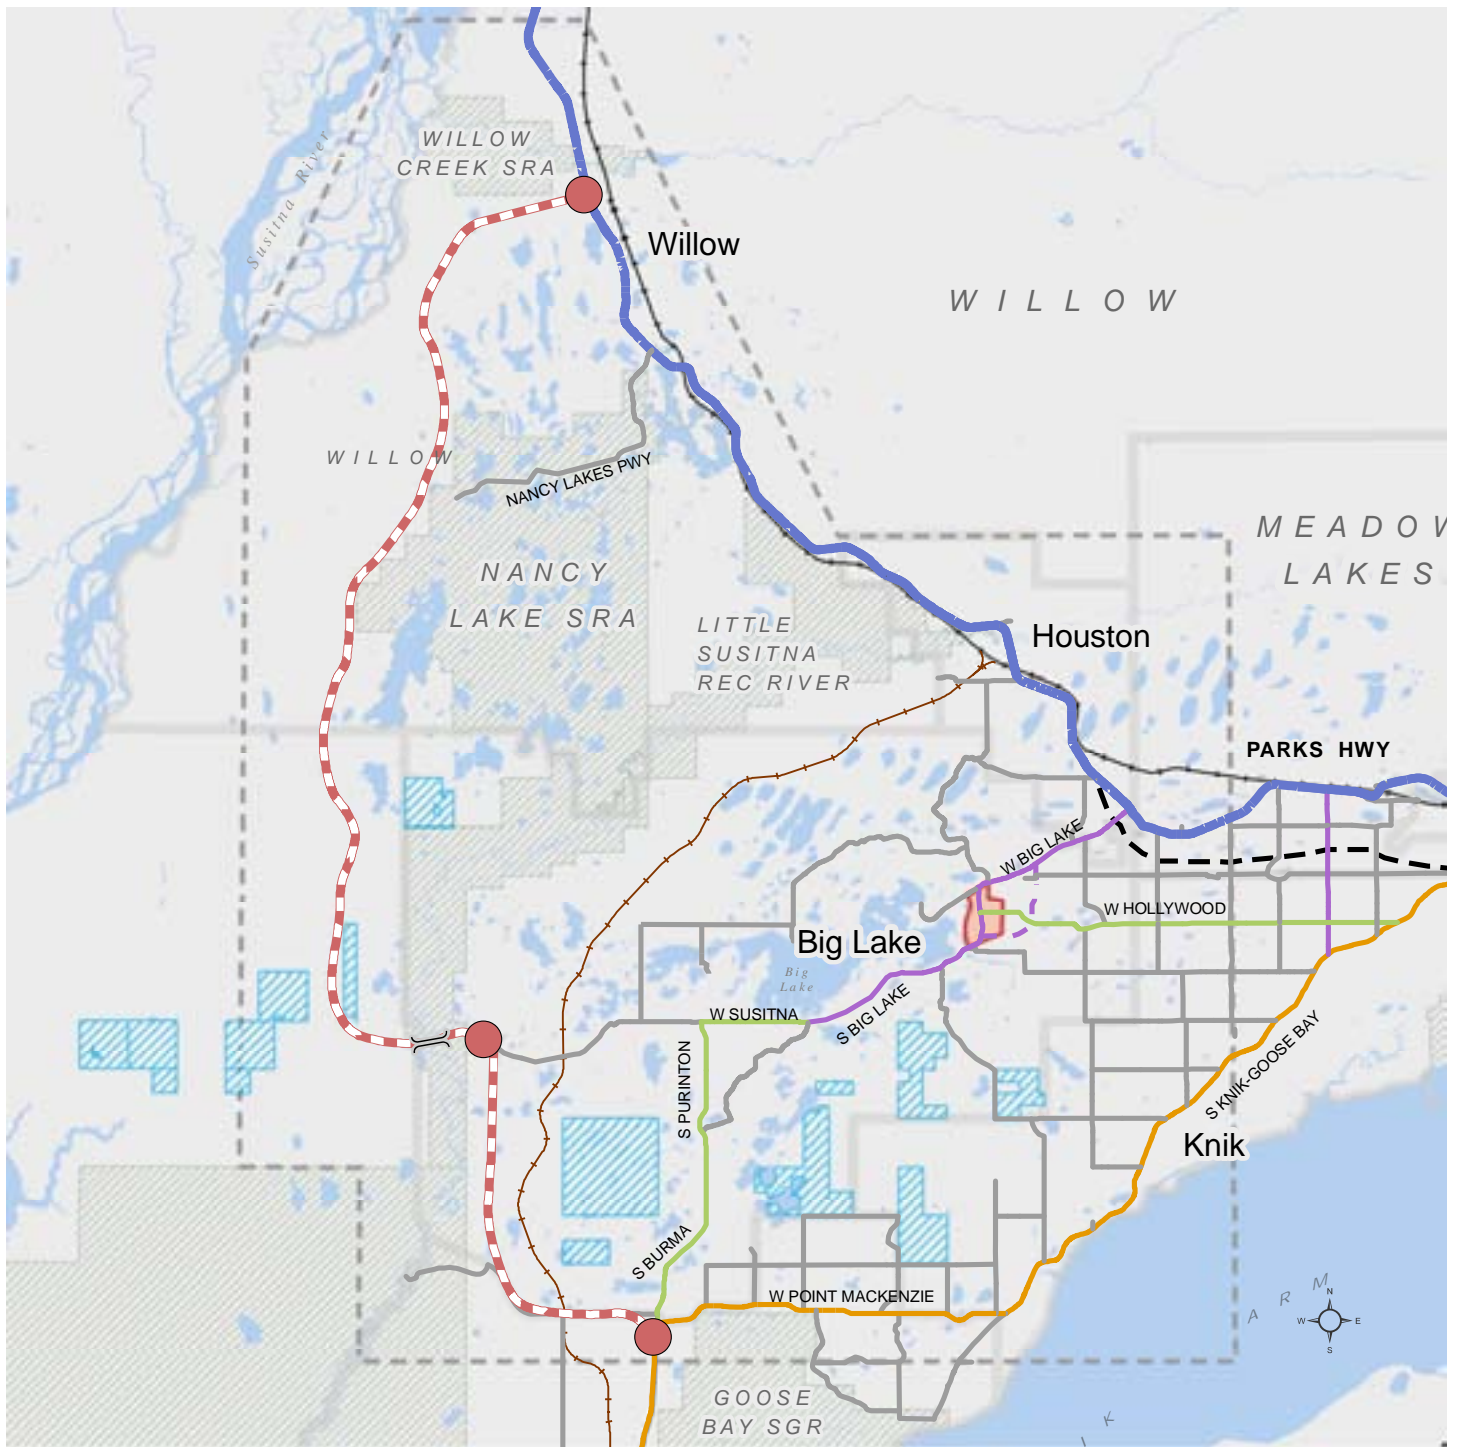 WILLOW
CREEK SRA
Susitna River
Willow
WILLOW
WILLOW
NANCY LAKES PWY
MEADOW
LAKES
NANCY
LAKE SRA
LITTLE
SUSITNA
REC RIVER
Houston
PARKS HWY
W BIG LAKE
W HOLLYWOOD
Big Lake
Big
Lake
W SUSITNA
S BIG LAKE
S PURINTON
S KNIK-GOOSE BAY
Knik
S BURMA
W POINT MACKENZIE
ARM
N
W E
S
GOOSE
BAY SGR
K
I